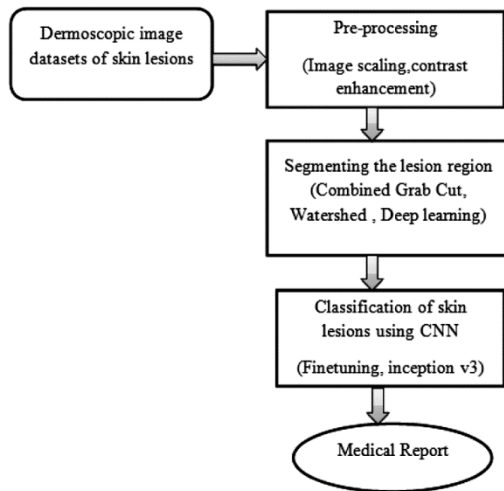 Dermoscopic image
datasets of skin lesions
Pre-processing
(Image scaling,contrast
enhancement)
Segmenting the lesion region
(Combined Grab Cut,
Watershed , Deep learning)
Classification of skin
lesions using CNN
(Finetuning, inception v3)
Medical Report